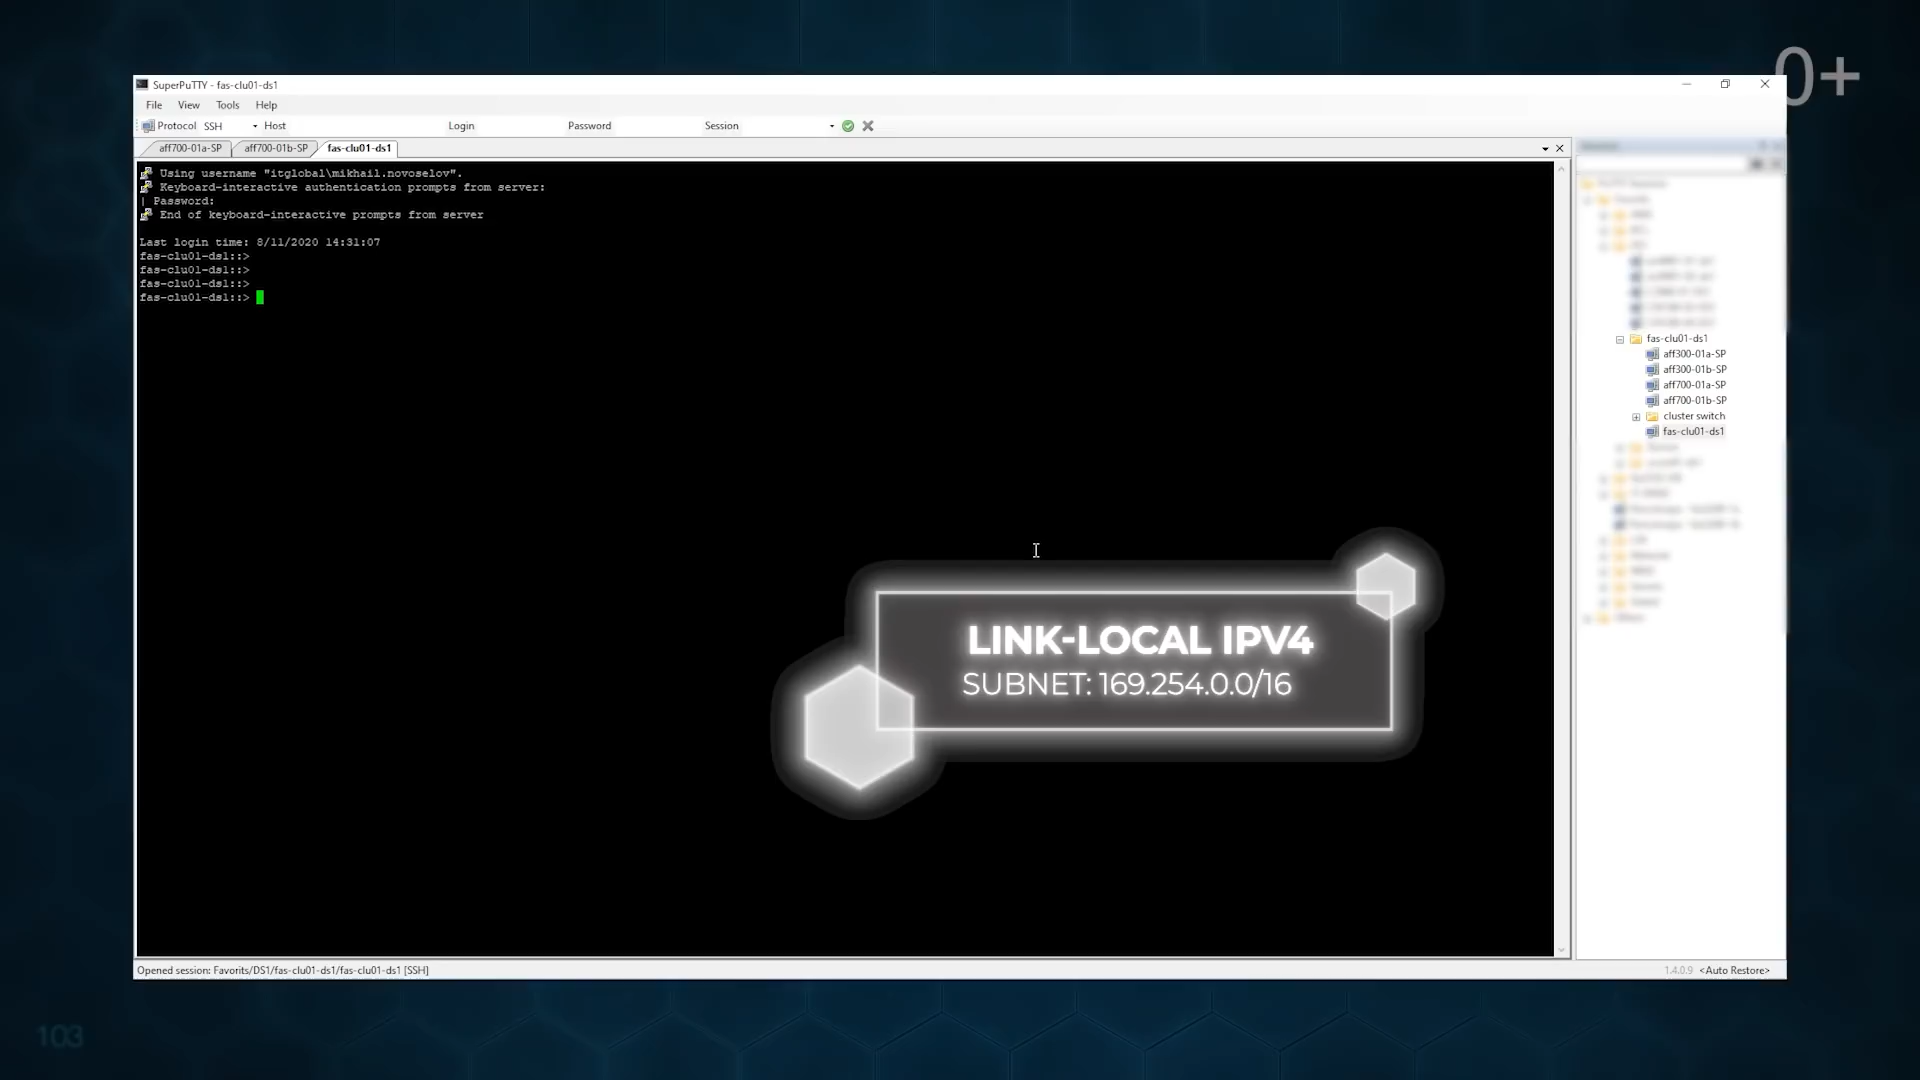 0+
SuperPuTTY - fas-clu01-ds1
File View Tools Help
Protocol SSH Host Login Password Session
aff700-01a-SP aff700-01b-SP fas-clu01-ds1
Using username "itglobal\mikhail.novoselov".
Keyboard-interactive authentication prompts from server:
| Password:
End of keyboard-interactive prompts from server
Last login time: 8/11/2020 14:31:07
fas-clu01-ds1::>
fas-clu01-ds1::>
fas-clu01-ds1::>
fas-clu01-ds1::>
fas-clu01-ds1
aff300-01a-SP
aff300-01b-SP
aff700-01a-SP
aff700-01b-SP
cluster switch
fas-clu01-ds1
LINK-LOCAL IPV4
SUBNET: 169.254.0.0/16
Opened session: Favorits/DS1/fas-clu01-ds1/fas-clu01-ds1 [SSH]
1.4.0.9 <Auto Restore>
103